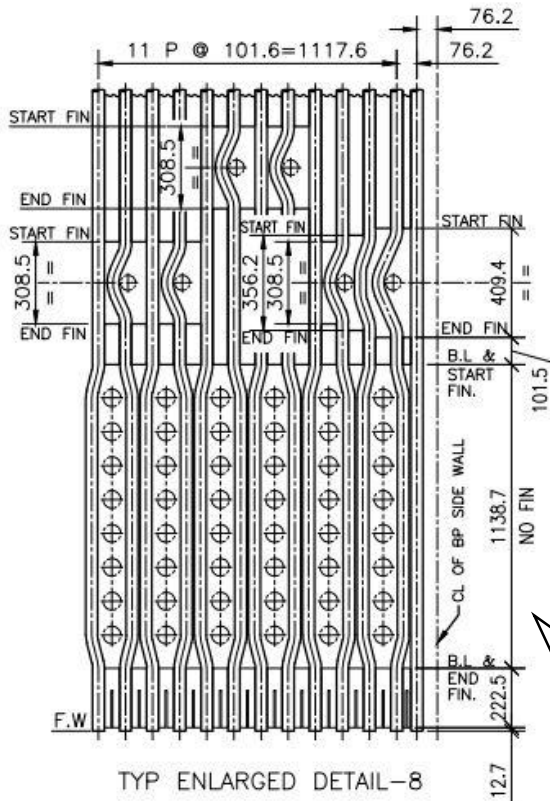 76.2
11 P @ 101.6=1117.6
76.2
START FIN
308.5
=
=
END FIN
START FIN
START FIN
START FIN
308.5
=
=
356.2
308.5
=
=
409.4
=
=
END FIN
END FIN
END FIN
B.L &
START
FIN.
101.5
CL OF BP SIDE WALL
1138.7
NO FIN
B.L &
END
FIN.
222.5
F.W
12.7
TYP ENLARGED DETAIL-8